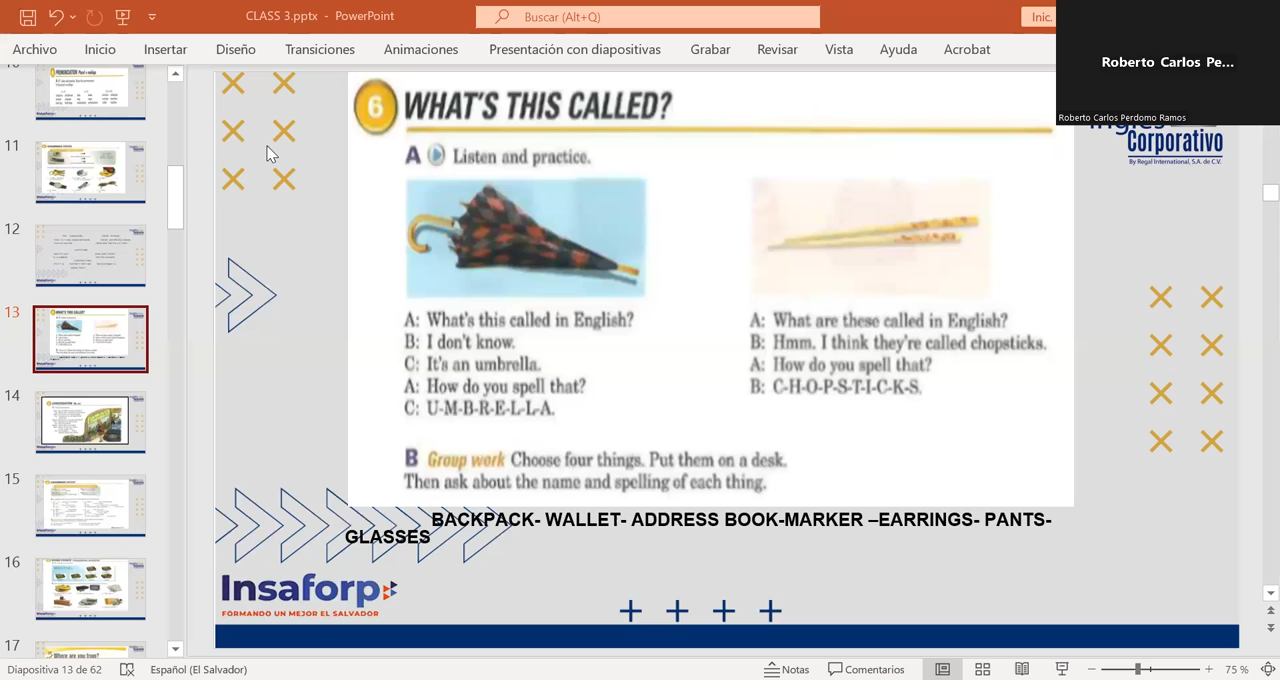 CLASS 3.pptx - PowerPoint
Buscar (Alt+Q)
Inic.
Archivo Inicio Insertar Diseño Transiciones Animaciones Presentación con diapositivas Grabar Revisar Vista Ayuda Acrobat
Roberto Carlos Pe...
Roberto Carlos Perdomo Ramos
11
12
13
14
15
16
17
6 WHAT'S THIS CALLED?
Corporativo
By Regal International, S.A. de C.V.
A Listen and practice.
A: What's this called in English?
B: I don't know.
C: It's an umbrella.
A: How do you spell that?
C: U-M-B-R-E-L-L-A.
A: What are these called in English?
B: Hmm. I think they're called chopsticks.
A: How do you spell that?
B: C-H-O-P-S-T-I-C-K-S.
B Group work Choose four things. Put them on a desk.
Then ask about the name and spelling of each thing.
BACKPACK- WALLET- ADDRESS BOOK-MARKER –EARRINGS- PANTS-
GLASSES
Insaforp
FORMANDO UN MEJOR EL SALVADOR
Diapositiva 13 de 62 Español (El Salvador) Notas Comentarios 75 %